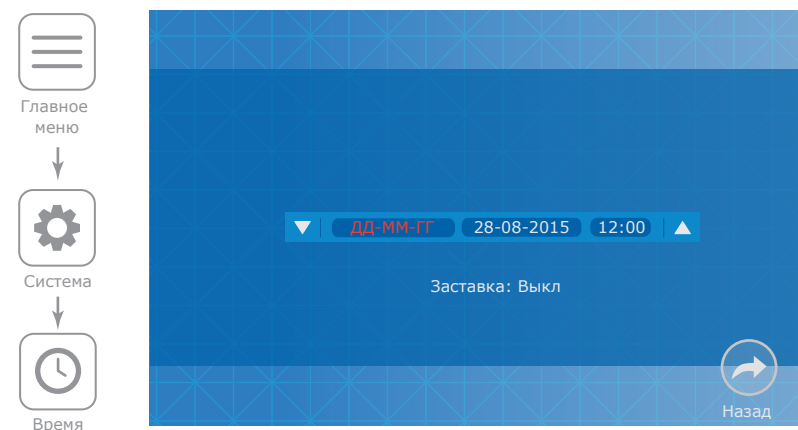 Главное
меню
Система
Время
ДД-ММ-ГГ 28-08-2015 12:00
Заставка: Выкл
Назад